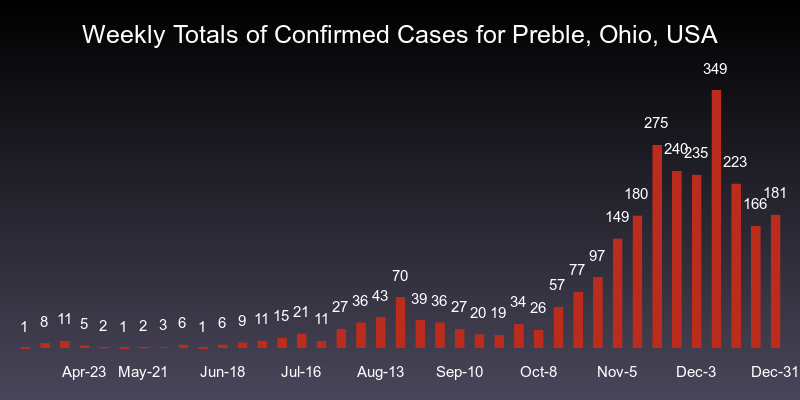 Weekly Totals of Confirmed Cases for Preble, Ohio, USA
1 8 11 5 2 1 2 3 6 1 6 9 11 15 21 11 27 36 43 70 39 36 27 20 19 34 26 57 77 97 149 180 275 240 235 349 223 166 181
Apr-23 May-21 Jun-18 Jul-16 Aug-13 Sep-10 Oct-8 Nov-5 Dec-3 Dec-31